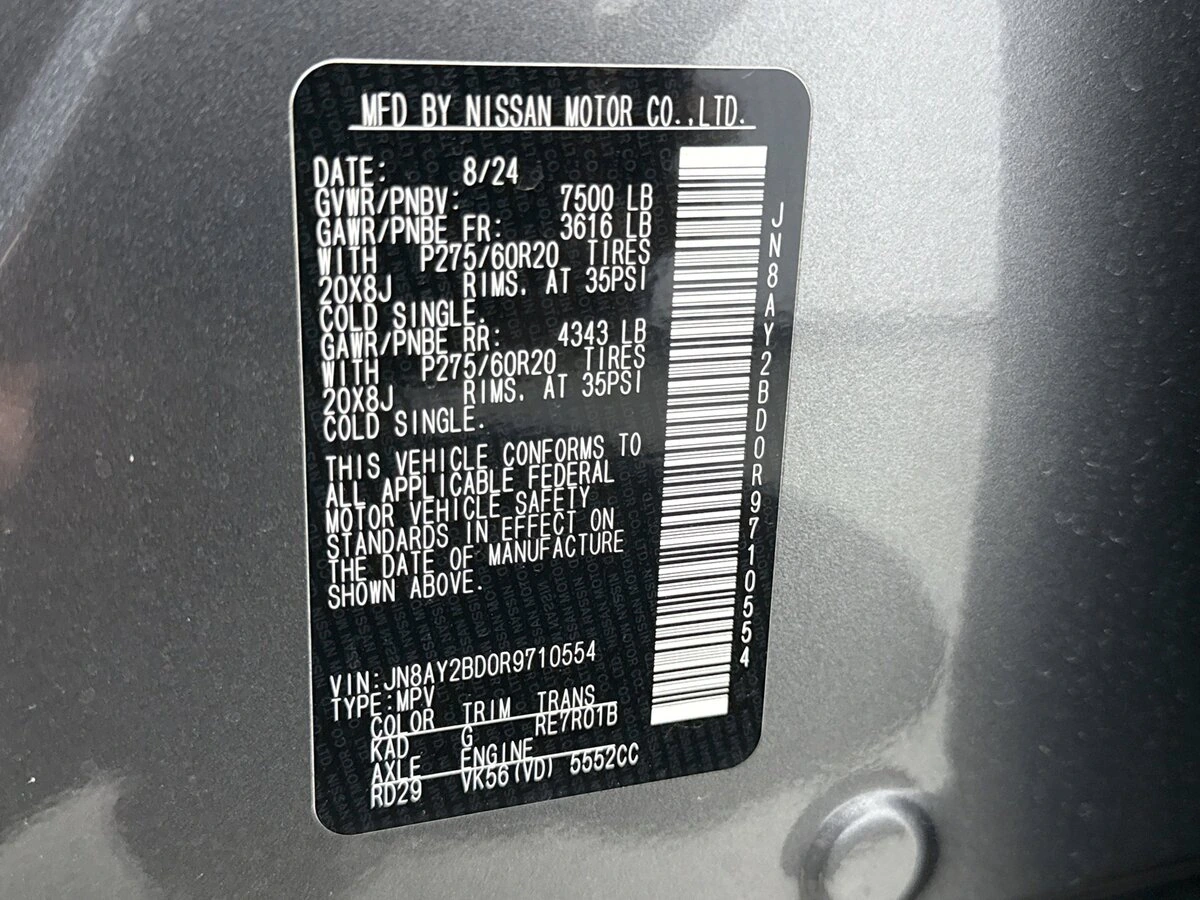 MFD BY NISSAN MOTOR CO.,LTD.
DATE: 8/24
GVWR/PNBV: 7500 LB
GAWR/PNBE FR: 3616 LB
WITH P275/60R20 TIRES
20X8J RIMS. AT 35PSI
COLD SINGLE.
GAWR/PNBE RR: 4343 LB
WITH P275/60R20 TIRES
20X8J RIMS. AT 35PSI
COLD SINGLE.
THIS VEHICLE CONFORMS TO
ALL APPLICABLE FEDERAL
MOTOR VEHICLE SAFETY
STANDARDS IN EFFECT ON
THE DATE OF MANUFACTURE
SHOWN ABOVE.
VIN:JN8AY2BD0R9710554
TYPE:MPV
COLOR TRIM TRANS
KAD G RE7R01B
AXLE ENGINE
RD29 VK56(VD) 5552CC
JN8AY2BD0R9710554